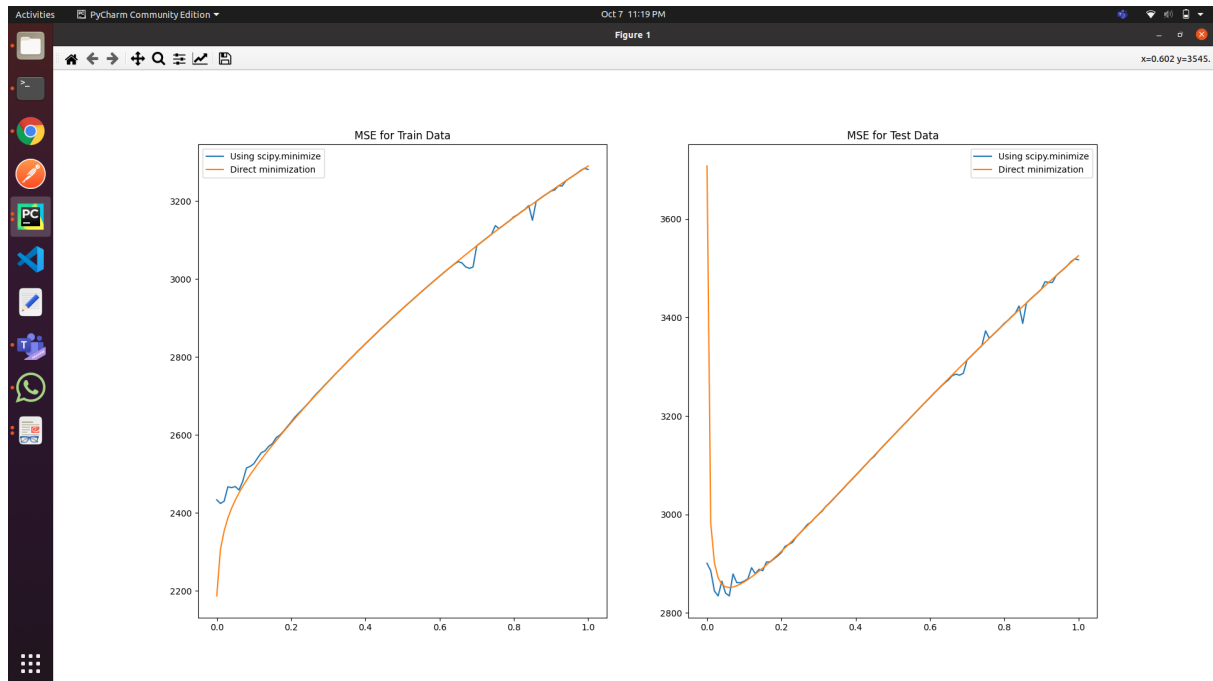 Activities PyCharm Community Edition Oct 7 11:19 PM
Figure 1
x=0.602 y=3545.
MSE for Train Data
Using scipy.minimize
Direct minimization
3200
3000
2800
2600
2400
2200
0.0 0.2 0.4 0.6 0.8 1.0
MSE for Test Data
Using scipy.minimize
Direct minimization
3600
3400
3200
3000
2800
0.0 0.2 0.4 0.6 0.8 1.0
>_
PC
T